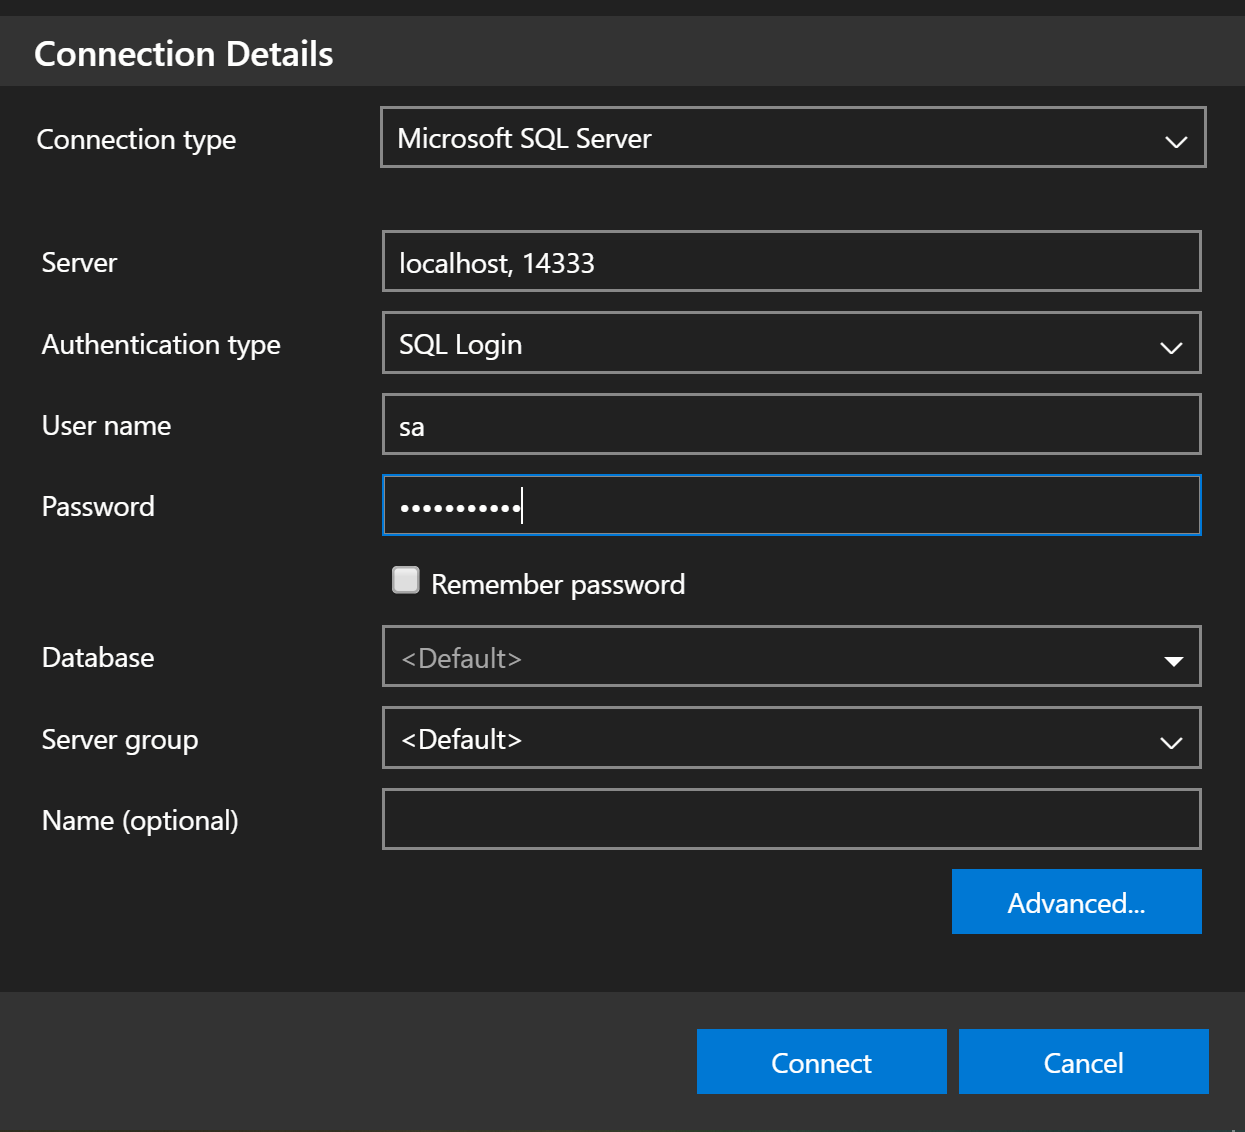 Connection Details
Connection type Microsoft SQL Server
Server localhost, 14333
Authentication type SQL Login
User name sa
Password •••••••••••
Remember password
Database <Default>
Server group <Default>
Name (optional)
Advanced...
Connect Cancel